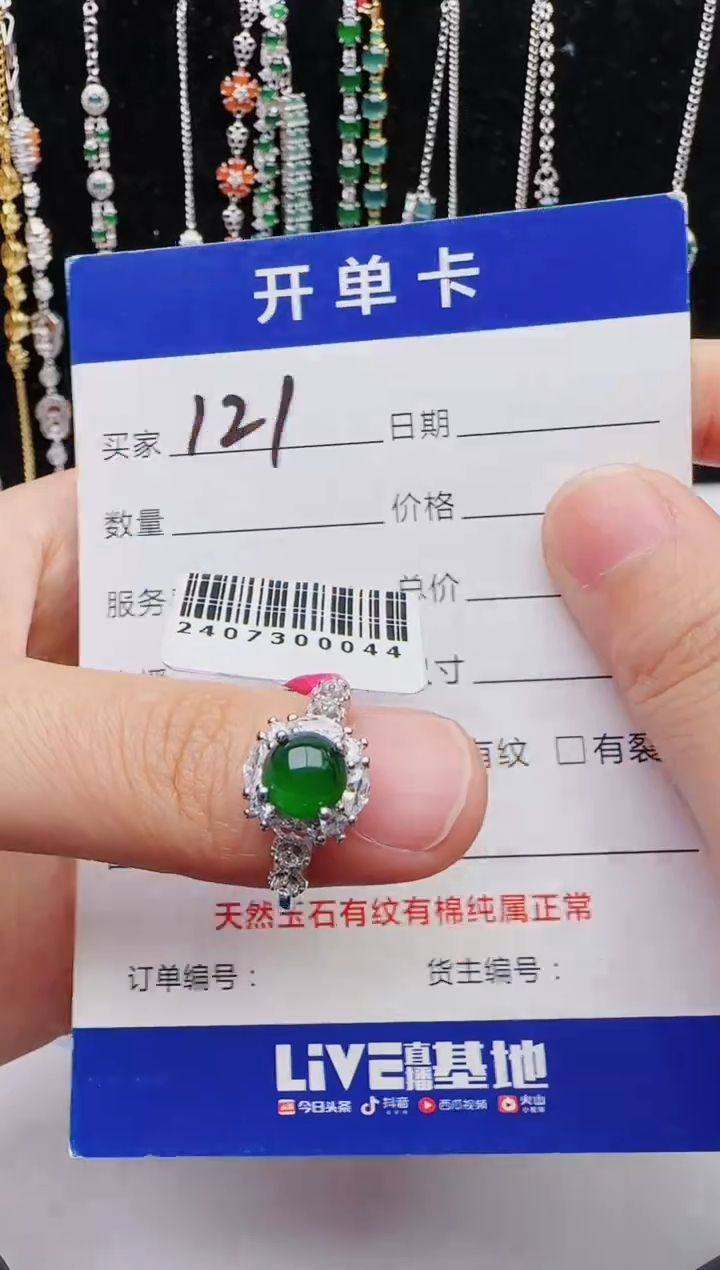 开单卡
买家 121 日期
数量 价格
服务 总价
2407300044
寸
有纹 □有裂
天然玉石有纹有棉纯属正常
订单编号： 货主编号：
LiVE直播基地
今日头条 抖音 西瓜视频 火山